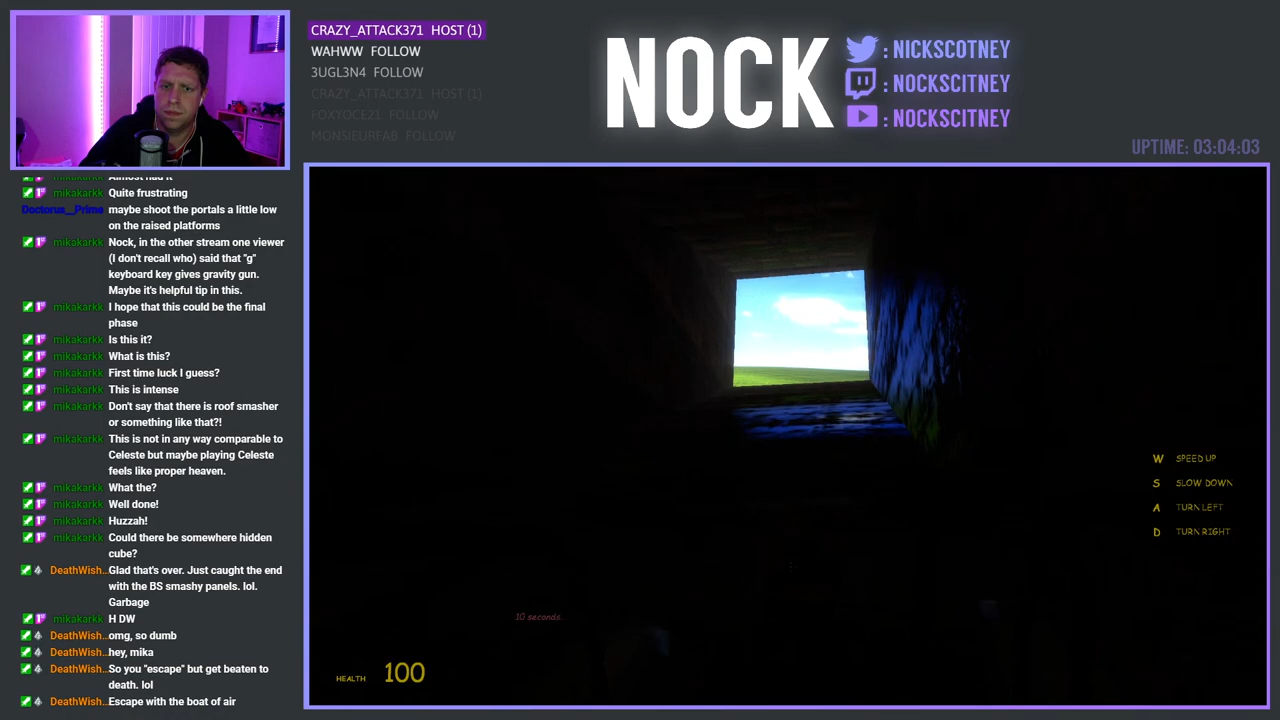 CRAZY_ATTACK371 HOST (1)
WAHWW FOLLOW
3UGL3N4 FOLLOW
CRAZY_ATTACK371 HOST (1)
FOXYOCE21 FOLLOW
MONSIEURFAB FOLLOW
NOCK
: NICKSCOTNEY
: NOCKSCITNEY
: NOCKSCITNEY
UPTIME: 03:04:03
mikakarkk Almost had it
mikakarkk Quite frustrating
Doctorus__Prime maybe shoot the portals a little low
on the raised platforms
mikakarkk Nock, in the other stream one viewer
(I don't recall who) said that "g"
keyboard key gives gravity gun.
Maybe it's helpful tip in this.
mikakarkk I hope that this could be the final
phase
mikakarkk Is this it?
mikakarkk What is this?
mikakarkk First time luck I guess?
mikakarkk This is intense
mikakarkk Don't say that there is roof smasher
or something like that?!
mikakarkk This is not in any way comparable to
Celeste but maybe playing Celeste
feels like proper heaven.
mikakarkk What the?
mikakarkk Well done!
mikakarkk Huzzah!
mikakarkk Could there be somewhere hidden
cube?
DeathWish... Glad that's over. Just caught the end
with the BS smashy panels. lol.
Garbage
mikakarkk H DW
DeathWish... omg, so dumb
DeathWish... hey, mika
DeathWish... So you "escape" but get beaten to
death. lol
DeathWish... Escape with the boat of air
W SPEED UP
S SLOW DOWN
A TURN LEFT
D TURN RIGHT
10 seconds.
HEALTH 100